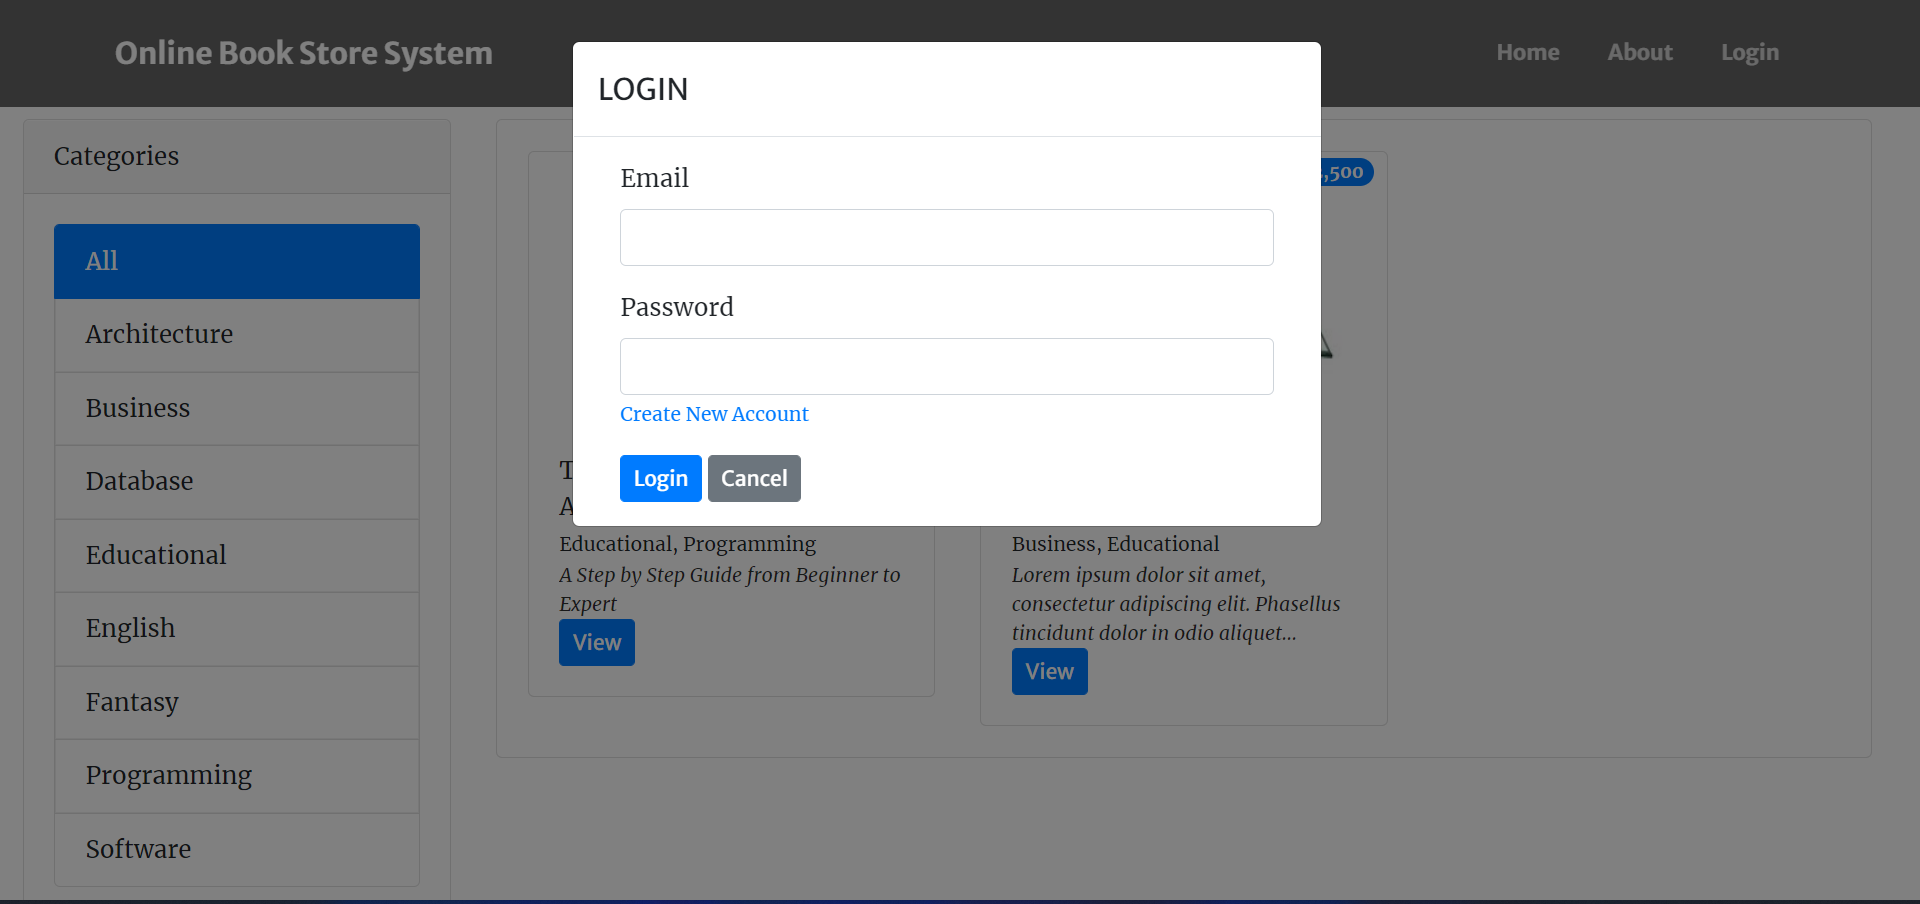 Online Book Store System
Home
About
Login
LOGIN
Email
Password
Create New Account
Login
Cancel
Categories
All
Architecture
Business
Database
Educational
English
Fantasy
Programming
Software
,500
Educational, Programming
A Step by Step Guide from Beginner to
Expert
View
Business, Educational
Lorem ipsum dolor sit amet,
consectetur adipiscing elit. Phasellus
tincidunt dolor in odio aliquet...
View